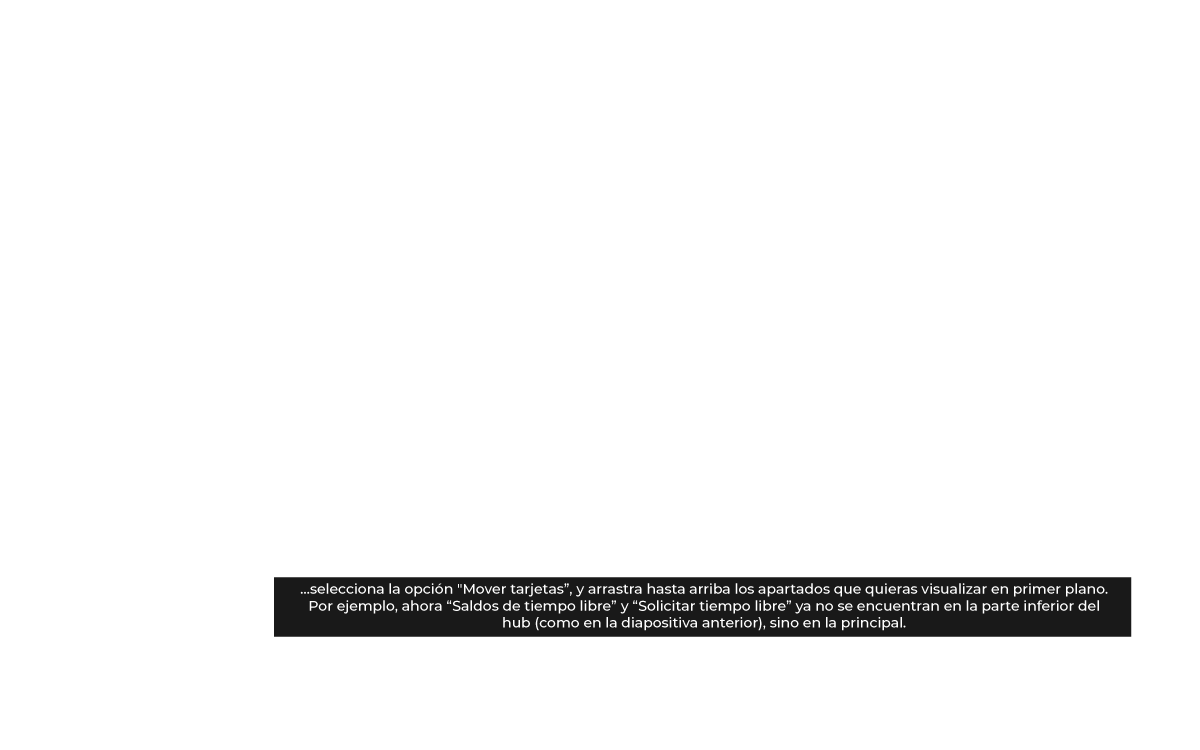 ...selecciona la opción "Mover tarjetas”, y arrastra hasta arriba los apartados que quieras visualizar en primer plano.
Por ejemplo, ahora “Saldos de tiempo libre” y “Solicitar tiempo libre” ya no se encuentran en la parte inferior del
hub (como en la diapositiva anterior), sino en la principal.